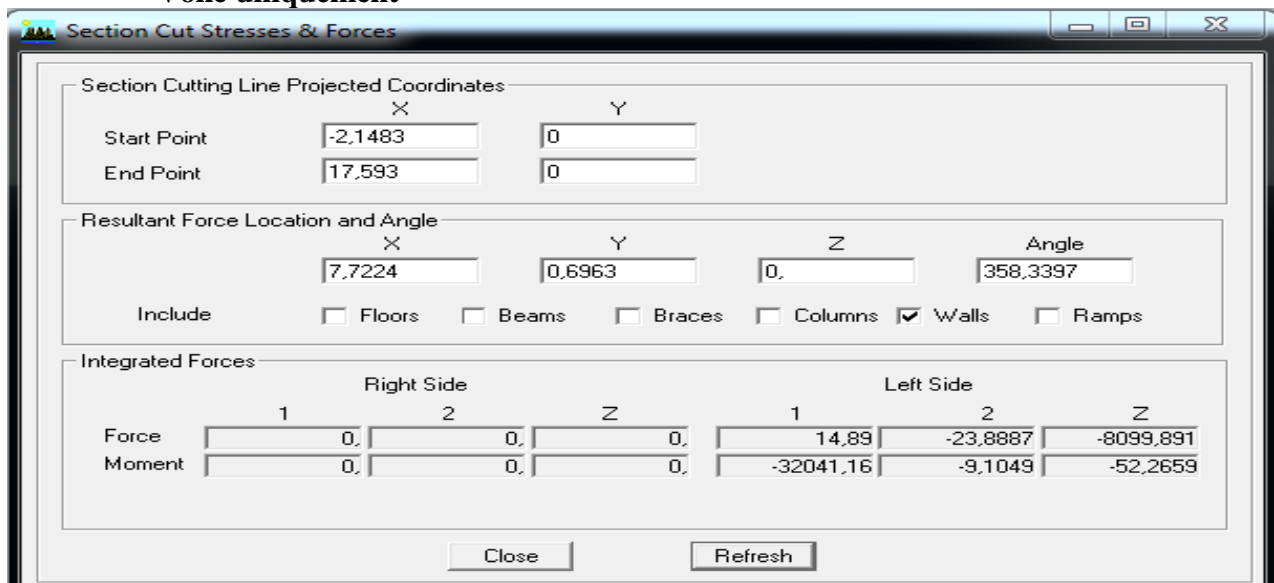 Voile uniquement
Section Cut Stresses & Forces
Section Cutting Line Projected Coordinates
X Y
Start Point -2,1483 0
End Point 17,593 0
Resultant Force Location and Angle
X Y Z Angle
7,7224 0,6963 0, 358,3397
Include Floors Beams Braces Columns Walls Ramps
Integrated Forces
Right Side Left Side
1 2 Z 1 2 Z
Force 0, 0, 0, 14,89 -23,8887 -8099,891
Moment 0, 0, 0, -32041,16 -9,1049 -52,2659
Close Refresh